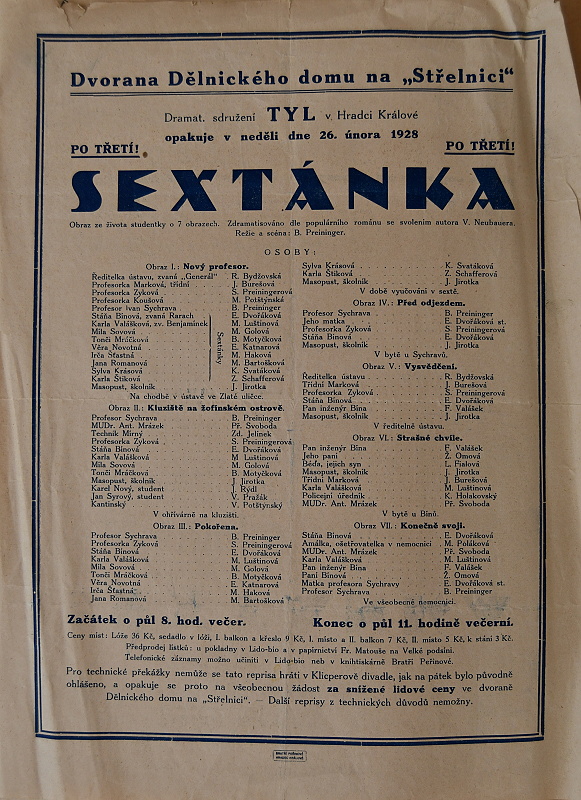 Dvorana Dělnického domu na „Střelnici“
Dramat. sdružení TYL v Hradci Králové
opakuje v neděli dne 26. února 1928
PO TŘETÍ! PO TŘETÍ!
SEXTÁNKA
Obraz ze života studentky o 7 obrazech. Zdramatisováno dle populárního románu se svolením autora V. Neubauera.
Režie a scéna: B. Preininger.
OSOBY:
Obraz I.: Nový profesor.
Ředitelka ústavu, zvaná „Generál“ R. Bydžovská
Profesorka Marková, třídní J. Burešová
Profesorka Zyková S. Preiningerová
Profesorka Koušová M. Potštýnská
Profesor Ivan Sychrava B. Preininger
Stáňa Binová, zvaná Rarach E. Dvořáková
Karla Valášková, zv. Benjamínek M. Luštinová
Mila Sovová M. Golová
Tonči Mráčková B. Motyčková
Věra Novotná E. Katnarová
Irča Šťastná M. Haková
Jana Romanová M. Bartošková
Sylva Krásová K. Svatáková
Karla Štiková Z. Schafferová
Sextánky
Masopust, školník J. Jirotka
Na chodbě v ústavě ve Zlaté uličce.
Obraz II.: Kluziště na žofínském ostrově.
Profesor Sychrava B. Preininger
MUDr. Ant. Mrázek Př. Svoboda
Technik Mirný Zd. Jelínek
Profesorka Zyková S. Preiningerová
Stáňa Binová E. Dvořáková
Karla Valášková M. Luštinová
Mila Sovová M. Golová
Tonči Mráčková B. Motyčková
Masopust, školník J. Jirotka
Karel Nový, student J. Rýdl
Jan Syrový, student V. Pražák
Kantinský V. Potštýnský
V ohřívárně na kluzišti.
Obraz III.: Pokořena.
Profesor Sychrava B. Preininger
Profesorka Zyková S. Preiningerová
Stáňa Binová E. Dvořáková
Karla Valášková M. Luštinová
Mila Sovová M. Golová
Tonči Mráčková B. Motyčková
Věra Novotná E. Katnarová
Irča Šťastná M. Haková
Jana Romanová M. Bartošková
Sylva Krásová K. Svatáková
Karla Štiková Z. Schafferová
Masopust, školník J. Jirotka
V době vyučování v sextě.
Obraz IV.: Před odjezdem.
Profesor Sychrava B. Preininger
Jeho matka E. Dvořáková st.
Profesorka Zyková S. Preiningerová
Stáňa Binová E. Dvořáková
Masopust, školník J. Jirotka
V bytě u Sychravů.
Obraz V.: Vysvědčení.
Ředitelka ústavu R. Bydžovská
Třídní Marková J. Burešová
Profesorka Zyková S. Preiningerová
Stáňa Binová E. Dvořáková
Pan inženýr Bina F. Valášek
Masopust, školník J. Jirotka
V ředitelně ústavu.
Obraz VI.: Strašné chvíle.
Pan inženýr Bina F. Valášek
Jeho paní Ž. Omová
Béďa, jejich syn L. Fialová
Masopust, školník J. Jirotka
Třídní Marková J. Burešová
Karla Valášková M. Luštinová
Policejní úředník K. Holakovský
MUDr. Ant. Mrázek Př. Svoboda
V bytě u Binů.
Obraz VII.: Konečně svoji.
Stáňa Binová E. Dvořáková
Amálka, ošetřovatelka v nemocnici M. Poláková
MUDr. Ant. Mrázek Př. Svoboda
Karla Valášková M. Luštinová
Pan inženýr Bina F. Valášek
Paní Binová Ž. Omová
Matka profesora Sychravy E. Dvořáková st.
Profesor Sychrava B. Preininger
Ve všeobecné nemocnici.
Začátek o půl 8. hod. večer. Konec o půl 11. hodině večerní.
Ceny míst: Lóže 36 Kč, sedadlo v lóži, I. balkon a křeslo 9 Kč, I. místo a II. balkon 7 Kč, II. místo 5 Kč, k stání 3 Kč.
Předprodej lístků: u pokladny v Lido-bio a v papírnictví Fr. Matouše na Velké podsíni.
Telefonické záznamy možno učiniti v Lido-bio neb v knihtiskárně Bratří Peřinové.
Pro technické překážky nemůže se tato reprisa hráti v Klicperově divadle, jak na pátek bylo původně
ohlášeno, a opakuje se proto na všeobecnou žádost za snížené lidové ceny ve dvoraně
Dělnického domu na „Střelnici“. — Další reprisy z technických důvodů nemožny.
BRATŘÍ PEŘINOVÉ
HRADEC KRÁLOVÉ